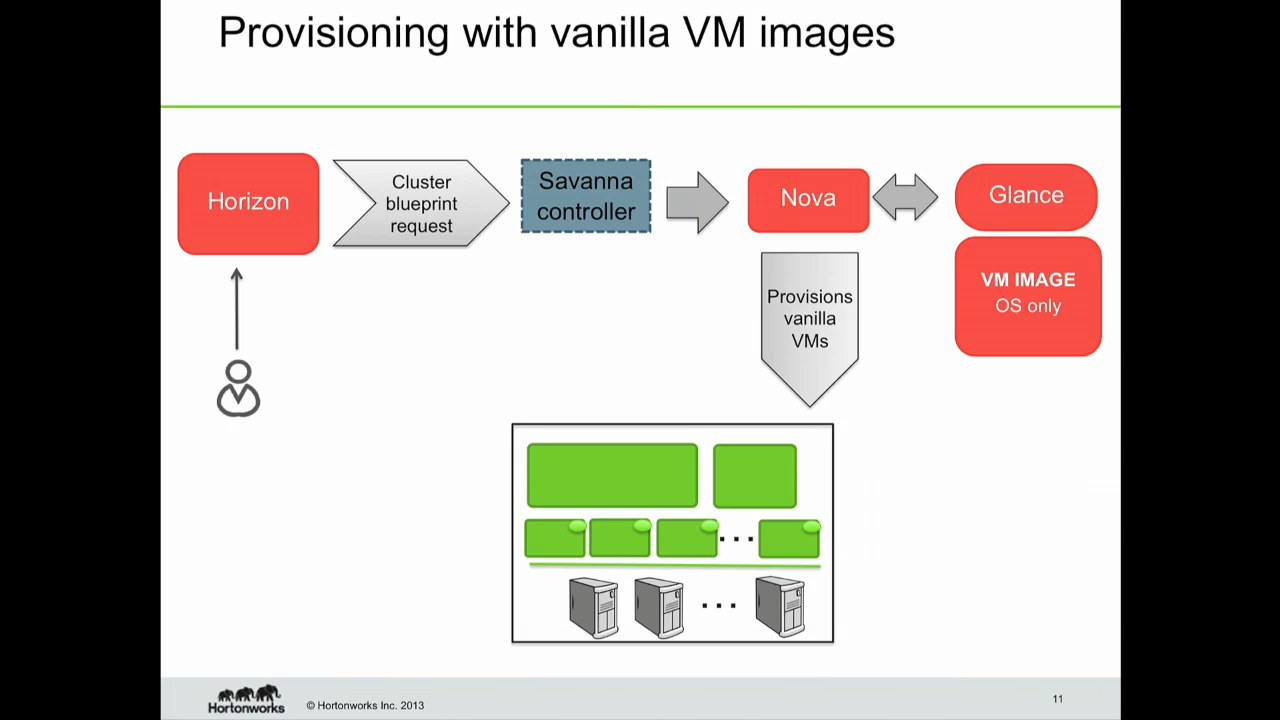 Provisioning with vanilla VM images
Horizon
Cluster
blueprint
request
Savanna
controller
Nova
Glance
VM IMAGE
OS only
Provisions
vanilla
VMs
Hortonworks
© Hortonworks Inc. 2013
11